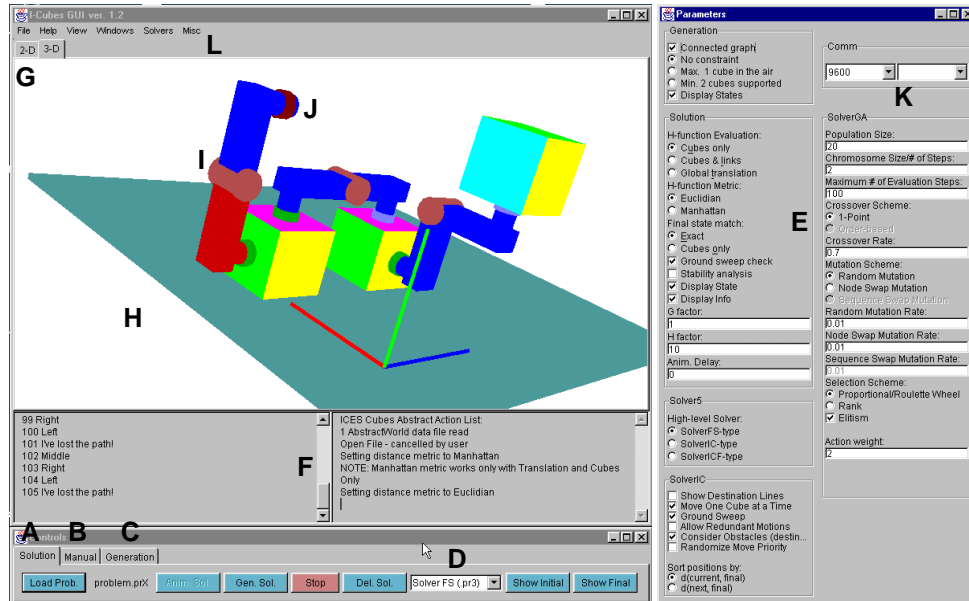 I-Cubes GUI ver. 1.2
File Help View Windows Solvers Misc
L
2-D 3-D
G
J
I
H
99 Right
100 Left
101 I've lost the path!
102 Middle
103 Right
104 Left
105 I've lost the path!
F
ICES Cubes Abstract Action List:
1 AbstractWorld data file read
Open File - cancelled by user
Setting distance metric to Manhattan
NOTE: Manhattan metric works only with Translation and Cubes
Only
Setting distance metric to Euclidian
A B C
Controls
Solution Manual Generation
D
Load Prob. problem.prX Anim. Sol. Gen. Sol. Stop Del. Sol. Solver FS (.pr3) Show Initial Show Final
Parameters
Generation
Connected graph
No constraint
Max. 1 cube in the air
Min. 2 cubes supported
Display States
Solution
H-function Evaluation:
Cubes only
Cubes & links
Global translation
H-function Metric:
Euclidian
Manhattan
Final state match:
Exact
Cubes only
Ground sweep check
Stability analysis
Display State
Display Info
G factor:
1
H factor:
10
Anim. Delay:
0
Solver5
High-level Solver:
SolverFS-type
SolverIC-type
SolverICF-type
SolverIC
Show Destination Lines
Move One Cube at a Time
Ground Sweep
Allow Redundant Motions
Consider Obstacles (destin...
Randomize Move Priority
Sort positions by:
d(current, final)
d(next, final)
Comm
9600
K
E
SolverGA
Population Size:
20
Chromosome Size/# of Steps:
2
Maximum # of Evaluation Steps:
100
Crossover Scheme:
1-Point
Order-based
Crossover Rate:
0.7
Mutation Scheme:
Random Mutation
Node Swap Mutation
Sequence Swap Mutation
Random Mutation Rate:
0.01
Node Swap Mutation Rate:
0.01
Sequence Swap Mutation Rate:
0.01
Selection Scheme:
Proportional/Roulette Wheel
Rank
Elitism
Action weight:
2